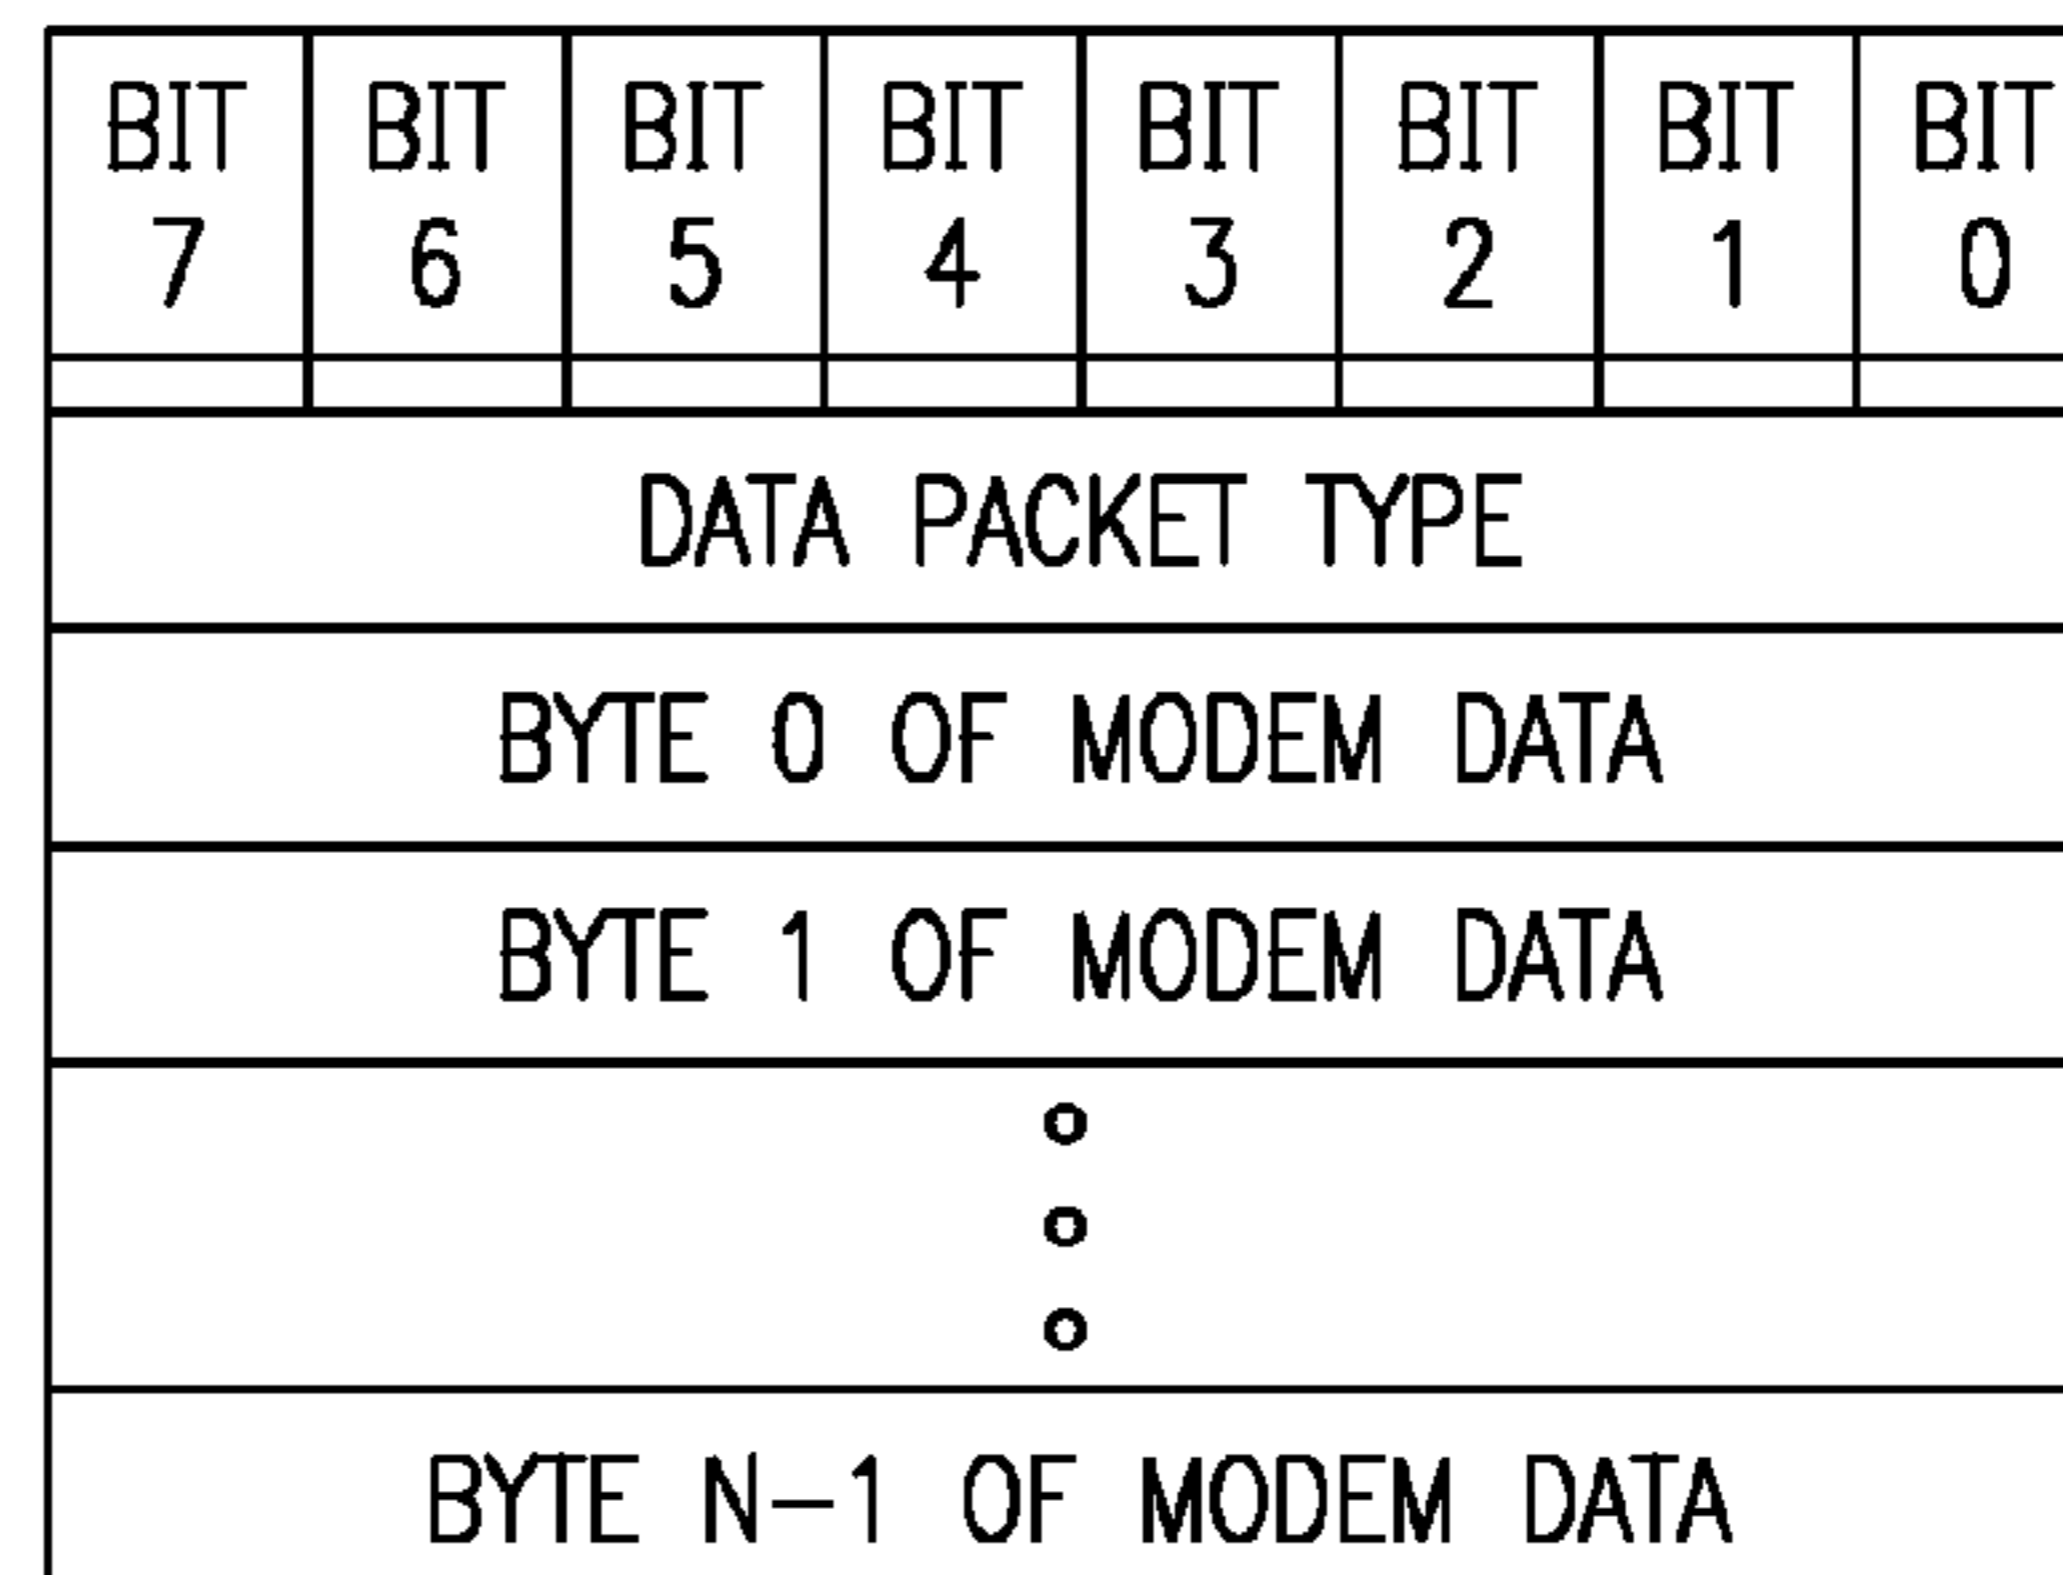 BIT BIT BIT BIT BIT BIT BIT BIT
7 6 5 4 3 2 1 0
DATA PACKET TYPE
BYTE 0 OF MODEM DATA
BYTE 1 OF MODEM DATA
BYTE N-1 OF MODEM DATA